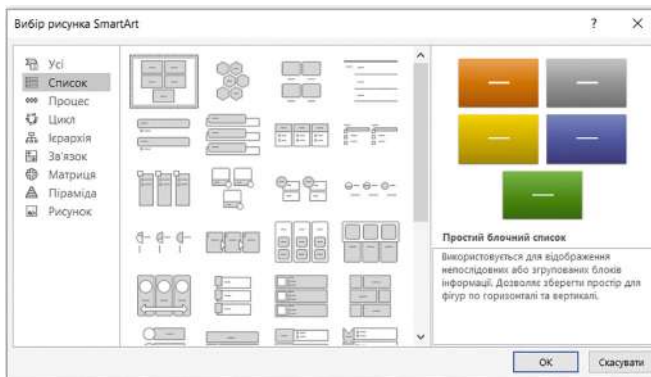 Вибір рисунка SmartArt
Усі
Список
Процес
Цикл
Ієрархія
Зв'язок
Матриця
Піраміда
Рисунок
Простий блочний список
Використовується для відображення
непослідовних або згрупованих блоків
інформації. Дозволяє зберегти простір для
фігур по горизонталі та вертикалі.
ОК
Скасувати